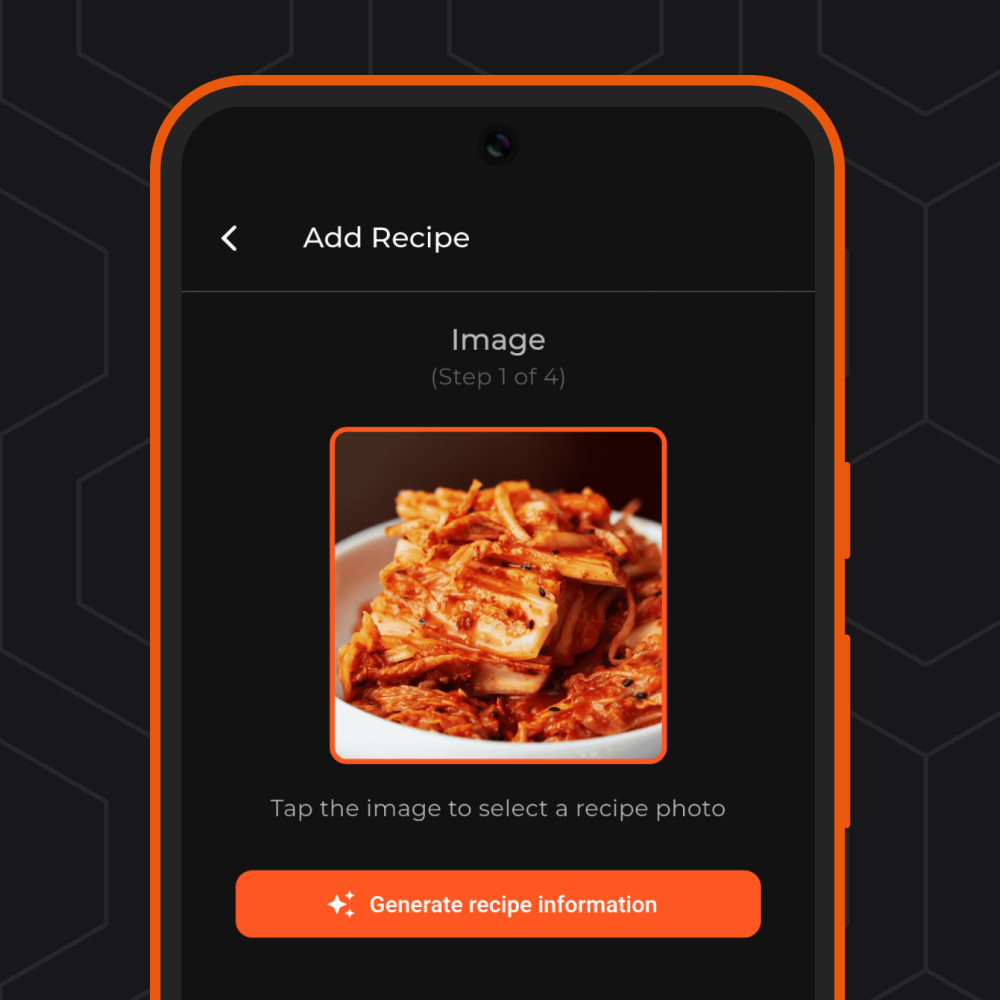 Add Recipe
Image
(Step 1 of 4)
Tap the image to select a recipe photo
Generate recipe information